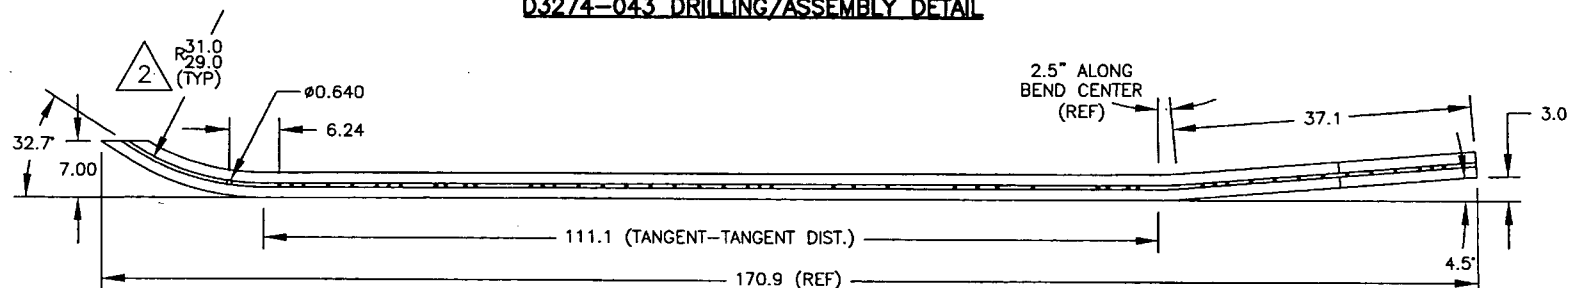 D3274-043 DRILLING/ASSEMBLY DETAIL
2
R31.0
29.0
(TYP)
ø0.640
6.24
2.5" ALONG
BEND CENTER
(REF)
37.1
3.0
32.7°
7.00
111.1 (TANGENT-TANGENT DIST.)
4.5°
170.9 (REF)